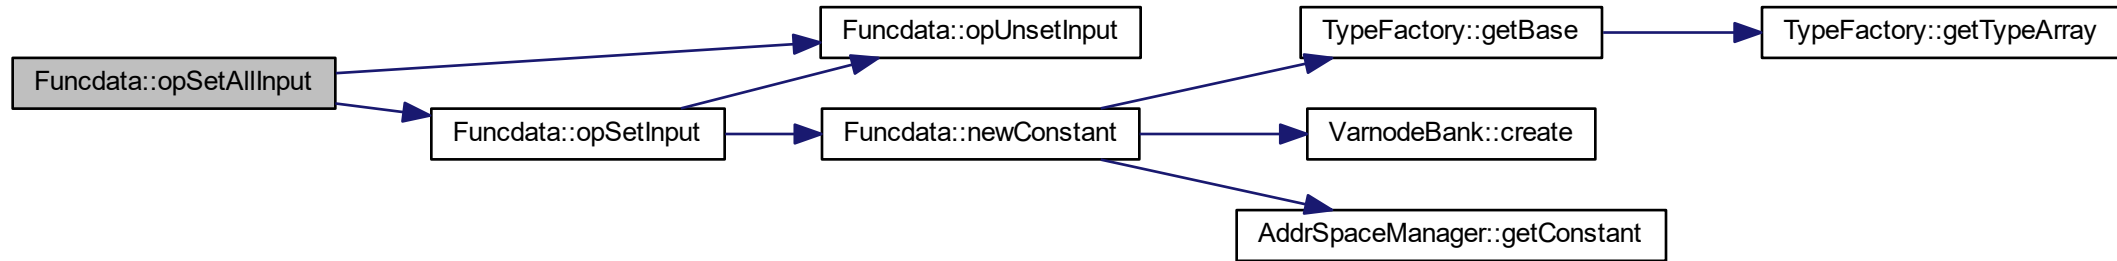 Funcdata::opSetAllInput
Funcdata::opUnsetInput
Funcdata::opSetInput
Funcdata::newConstant
TypeFactory::getBase
TypeFactory::getTypeArray
VarnodeBank::create
AddrSpaceManager::getConstant